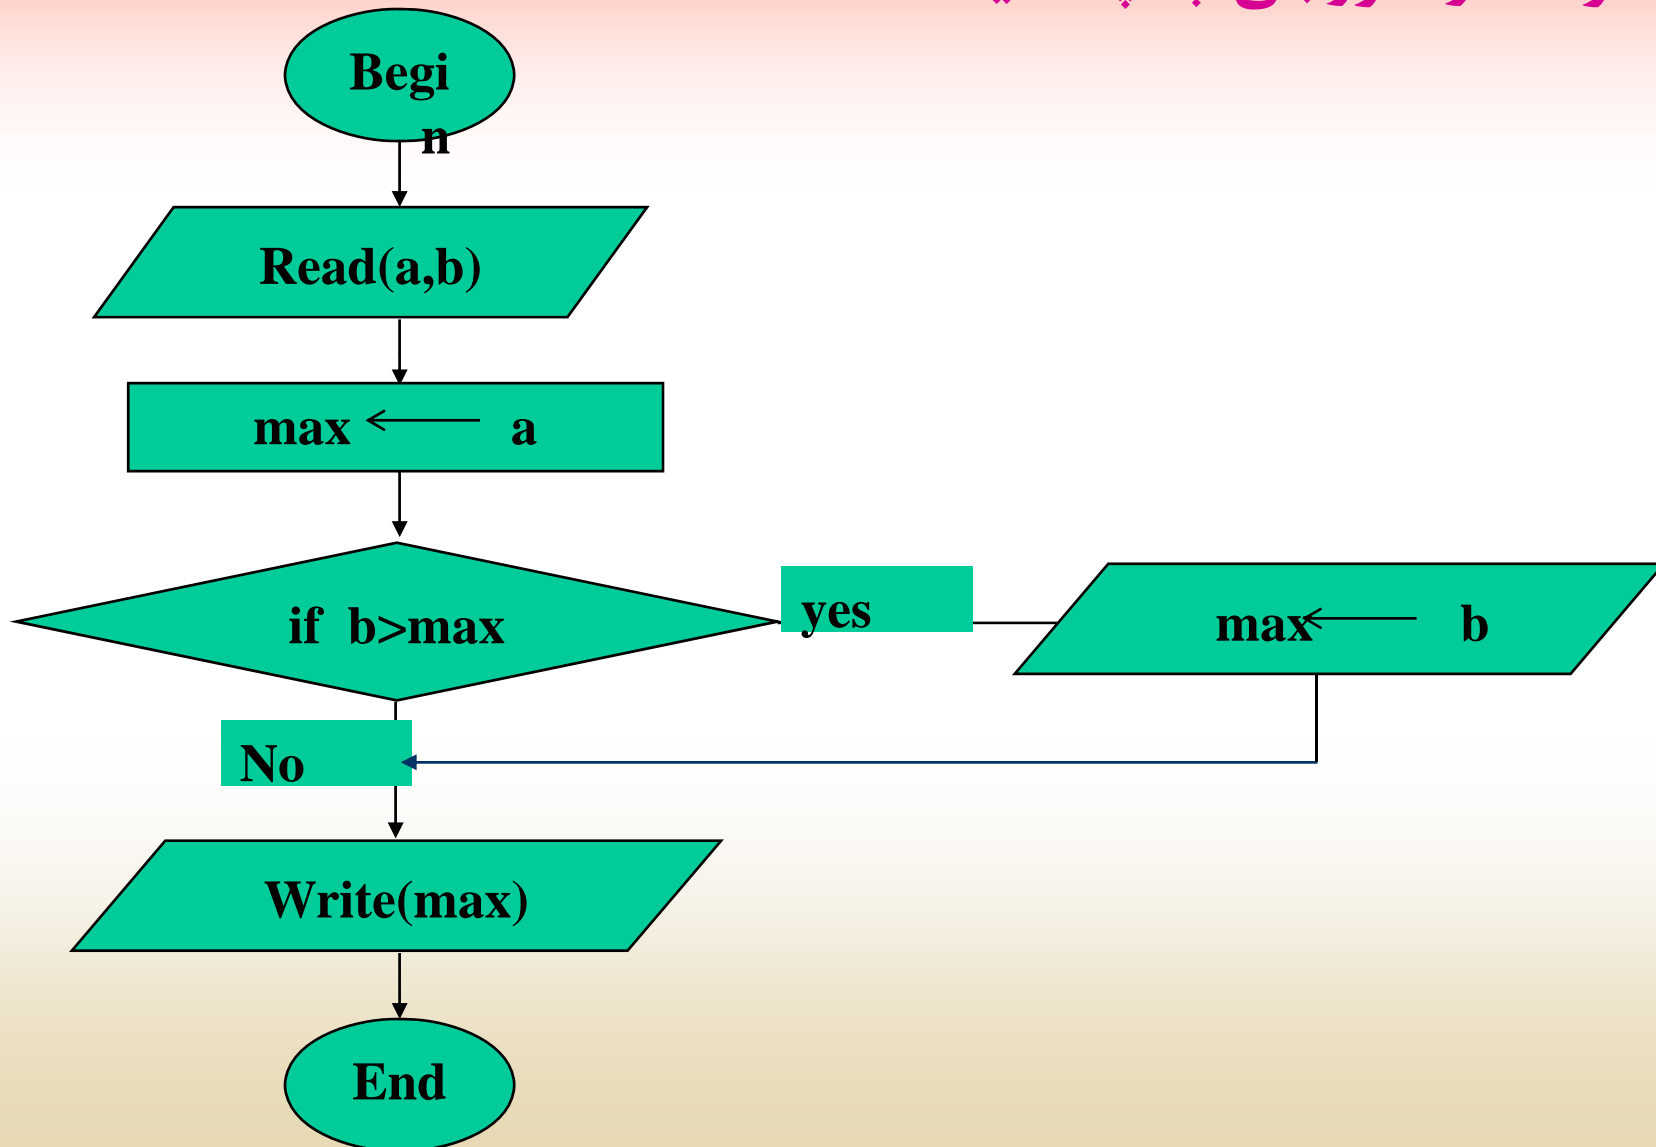 Begi
n
Read(a,b)
max ← a
if b>max
yes
max ← b
No
Write(max)
End